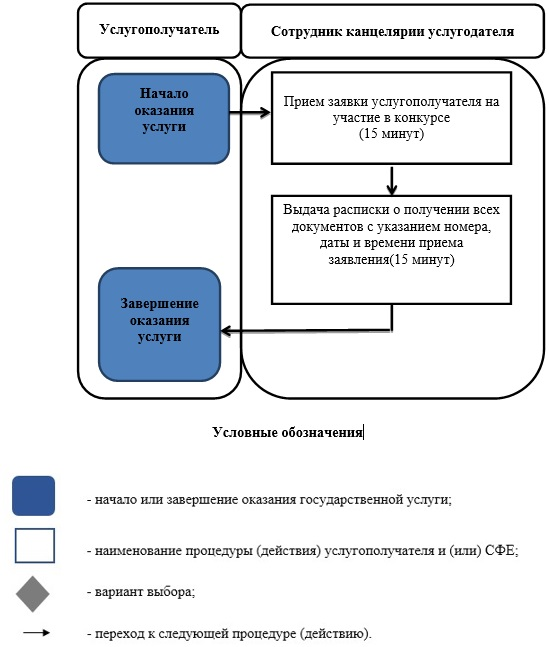 Услугополучатель
Сотрудник канцелярии услугодателя
Начало
оказания
услуги
Прием заявки услугополучателя на
участие в конкурсе
(15 минут)
Выдача расписки о получении всех
документов с указанием номера,
даты и времени приема
заявления(15 минут)
Завершение
оказания
услуги
Условные обозначения
- начало или завершение оказания государственной услуги;
- наименование процедуры (действия) услугополучателя и (или) СФЕ;
- вариант выбора;
- переход к следующей процедуре (действию).